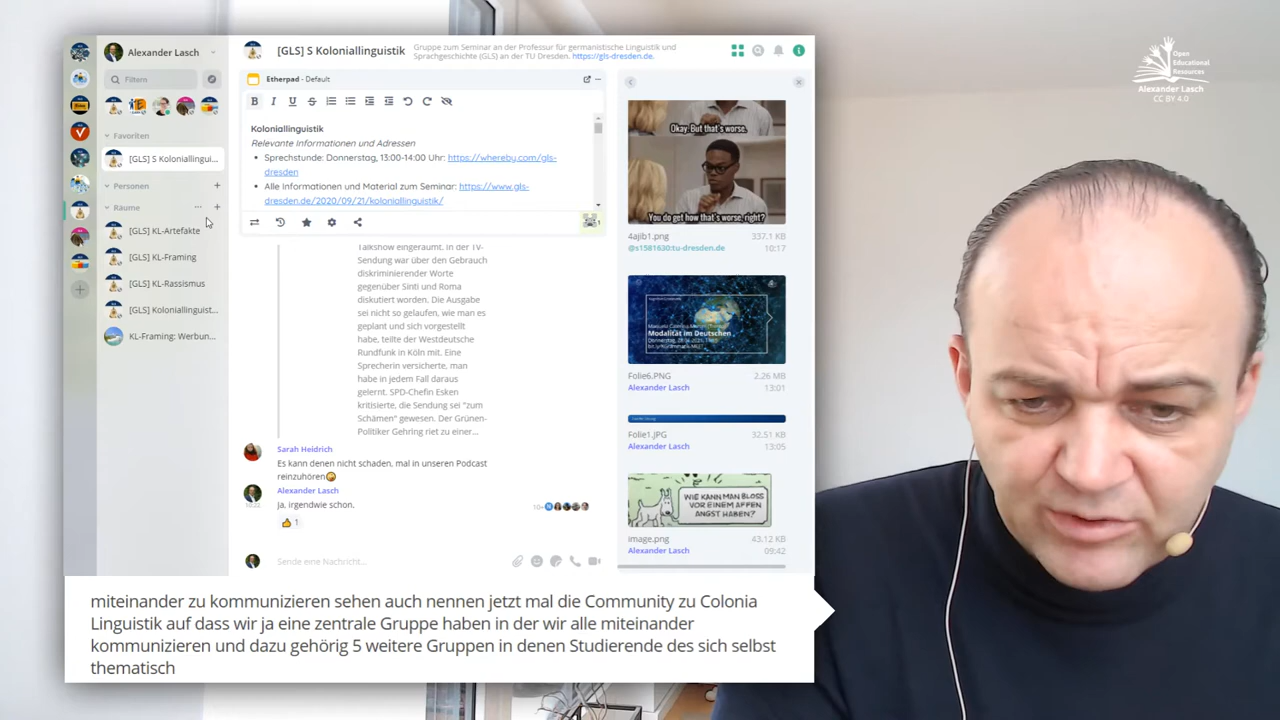 Alexander Lasch
Filtern
Favoriten
[GLS] S Koloniallingui...
Personen
Räume
[GLS] KL-Artefakte
[GLS] KL-Framing
[GLS] KL-Rassismus
[GLS] Koloniallinguist...
KL-Framing: Werbun...
[GLS] S Koloniallinguistik
Gruppe zum Seminar an der Professur für germanistische Linguistik und
Sprachgeschichte (GLS) an der TU Dresden. https://gls-dresden.de.
Etherpad - Default
Koloniallinguistik
Relevante Informationen und Adressen
Sprechstunde: Donnerstag, 13:00-14:00 Uhr: https://whereby.com/gls-
dresden
Alle Informationen und Material zum Seminar: https://www.gls-
dresden.de/2020/09/21/koloniallinguistik/
Talkshow eingeräumt. In der TV-
Sendung war über den Gebrauch
diskriminierender Worte
gegenüber Sinti und Roma
diskutiert worden. Die Ausgabe
sei nicht so gelaufen, wie man es
geplant und sich vorgestellt
habe, teilte der Westdeutsche
Rundfunk in Köln mit. Eine
Sprecherin versicherte, man
habe in jedem Fall daraus
gelernt. SPD-Chefin Esken
kritisierte, die Sendung sei "zum
Schämen" gewesen. Der Grünen-
Politiker Gehring riet zu einer...
Sarah Heidrich
Es kann denen nicht schaden, mal in unseren Podcast
reinzuhören
Alexander Lasch
Ja, irgendwie schon.
1
10+
Sende eine Nachricht...
Okay. But that's worse.
You do get how that's worse, right?
4ajib1.png 337.1 KB
@s1581630:tu-dresden.de 10:17
Modalität im Deutschen
Folie6.PNG 2.26 MB
Alexander Lasch 13:01
Folie1.JPG 32.51 KB
Alexander Lasch 13:05
WIE KANN MAN BLOSS
VOR EINEM AFFEN
ANGST HABEN?
image.png 43.12 KB
Alexander Lasch 09:42
Open
Educational
Resources
Alexander Lasch
CC BY 4.0
miteinander zu kommunizieren sehen auch nennen jetzt mal die Community zu Colonia
Linguistik auf dass wir ja eine zentrale Gruppe haben in der wir alle miteinander
kommunizieren und dazu gehörig 5 weitere Gruppen in denen Studierende des sich selbst
thematisch